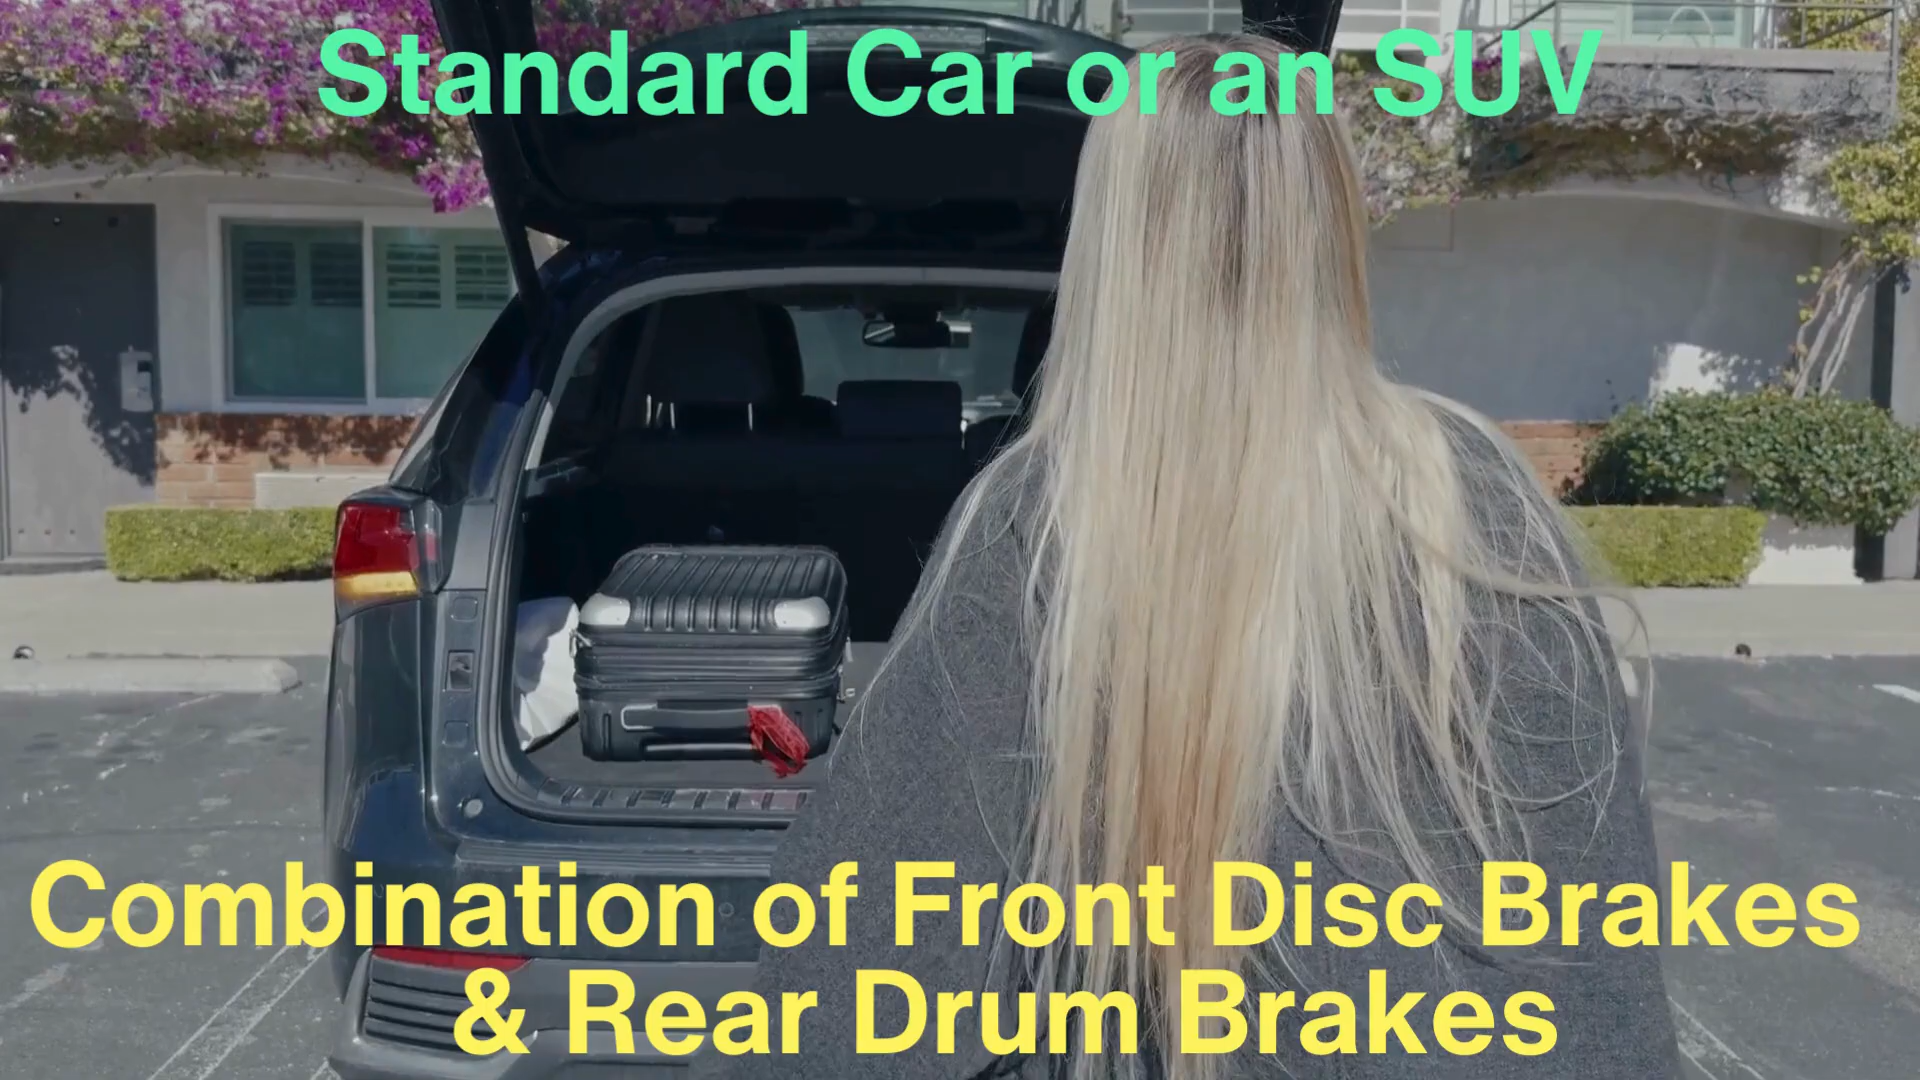 Standard Car or an SUV
Combination of Front Disc Brakes
& Rear Drum Brakes